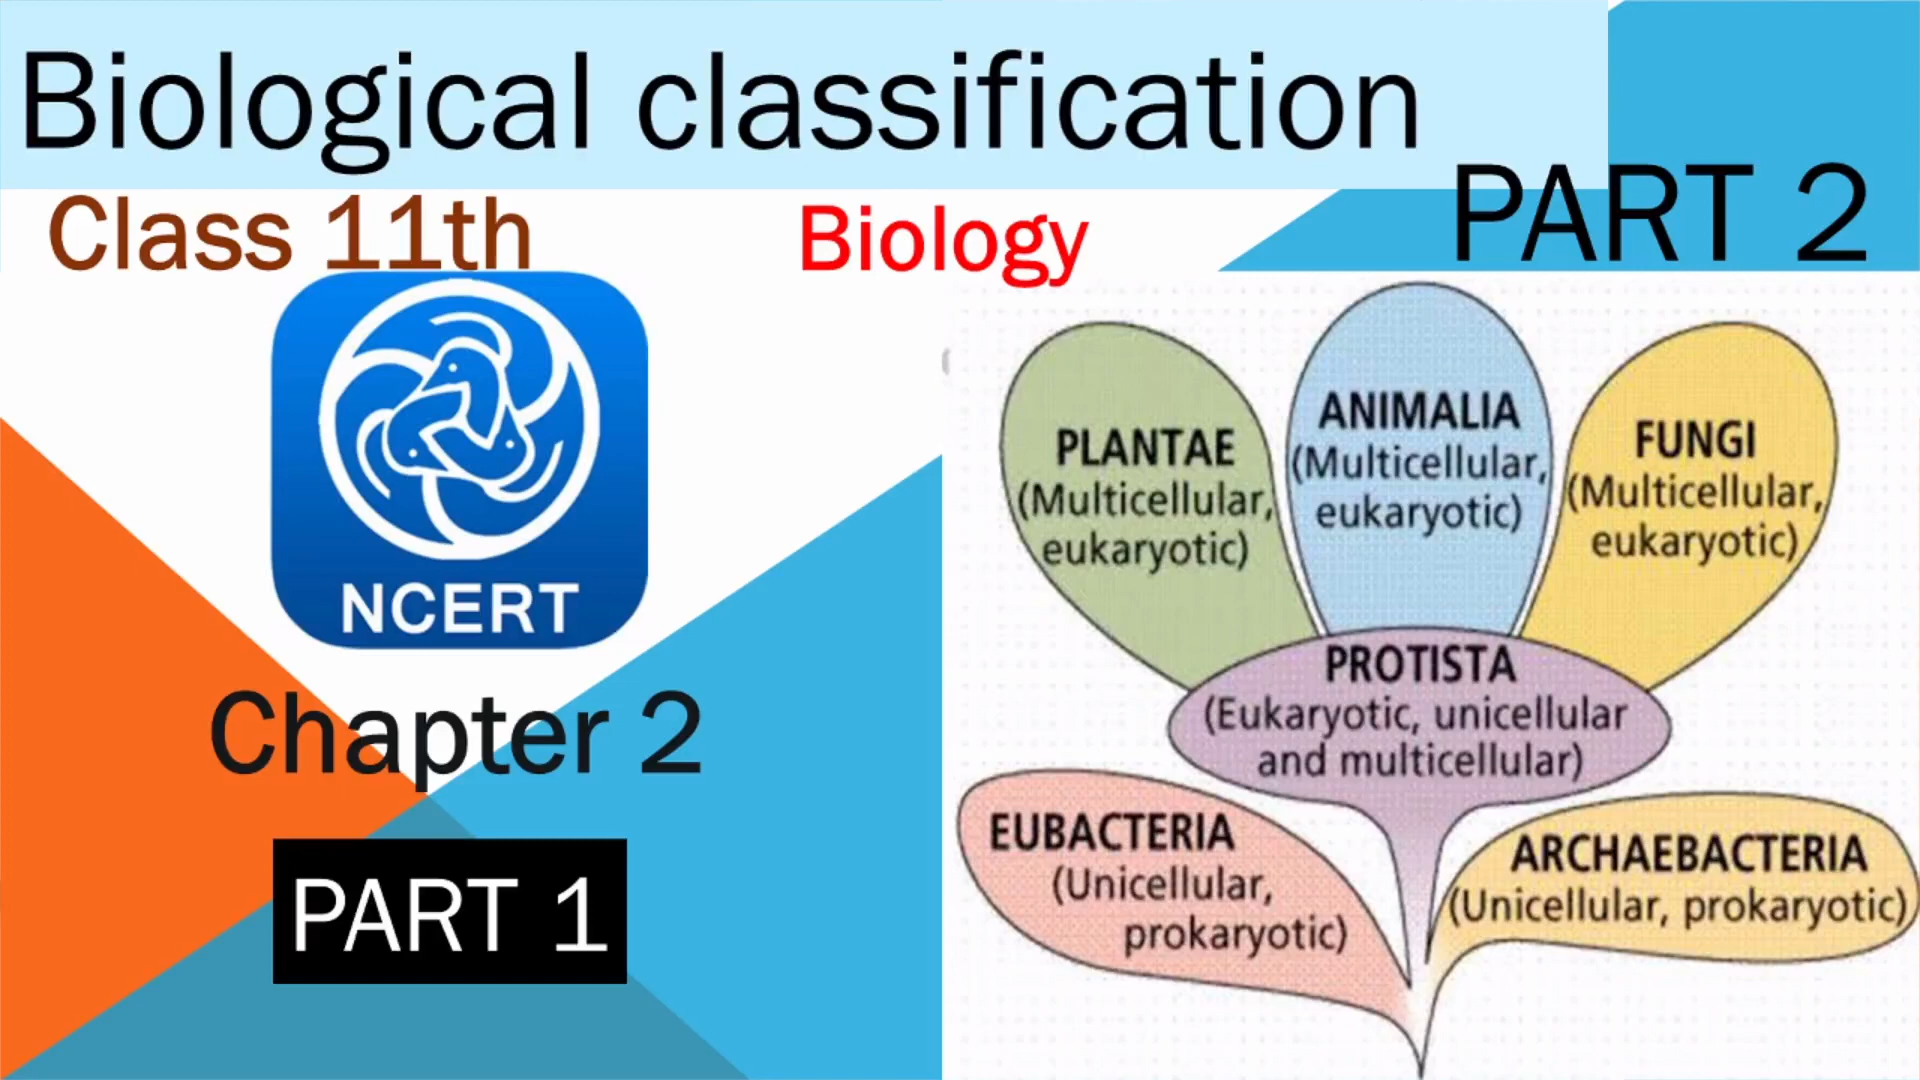 Biological classification
PART 2
Class 11th
Biology
NCERT
Chapter 2
PART 1
PLANTAE
(Multicellular,
eukaryotic)
ANIMALIA
(Multicellular,
eukaryotic)
FUNGI
(Multicellular,
eukaryotic)
PROTISTA
(Eukaryotic, unicellular
and multicellular)
EUBACTERIA
(Unicellular,
prokaryotic)
ARCHAEBACTERIA
(Unicellular, prokaryotic)